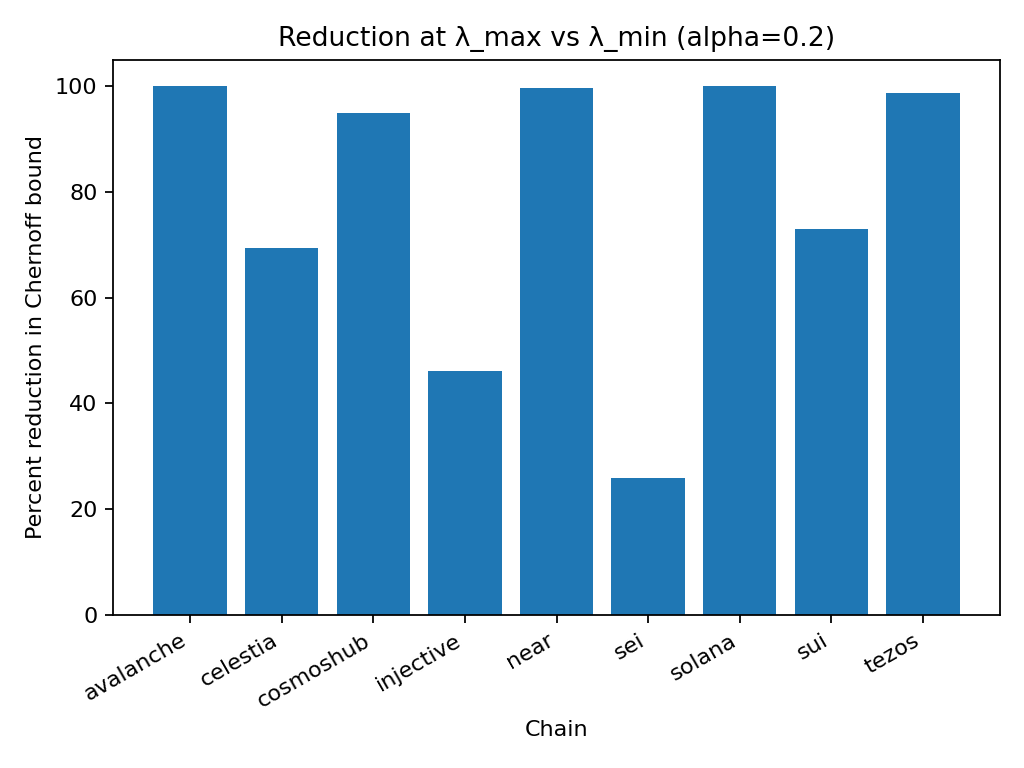 Reduction at λ_max vs λ_min (alpha=0.2)
Percent reduction in Chernoff bound
100
80
60
40
20
0
avalanche
celestia
cosmoshub
injective
near
sei
solana
sui
tezos
Chain